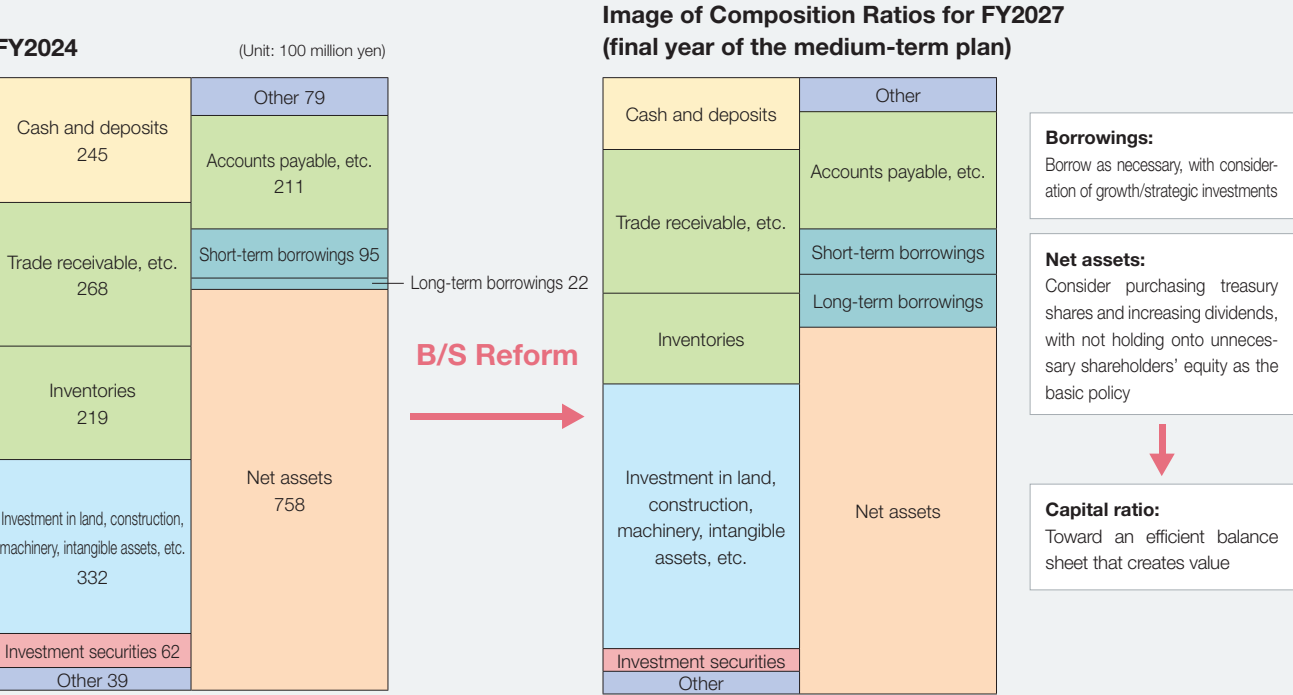 FY2024
(Unit: 100 million yen)
Cash and deposits
245
Trade receivable, etc.
268
Inventories
219
Investment in land, construction,
machinery, intangible assets, etc.
332
Investment securities 62
Other 39
Other 79
Accounts payable, etc.
211
Short-term borrowings 95
Long-term borrowings 22
Net assets
758
B/S Reform
Image of Composition Ratios for FY2027
(final year of the medium-term plan)
Cash and deposits
Trade receivable, etc.
Inventories
Investment in land,
construction,
machinery, intangible
assets, etc.
Investment securities
Other
Other
Accounts payable, etc.
Short-term borrowings
Long-term borrowings
Net assets
Borrowings:
Borrow as necessary, with consider-
ation of growth/strategic investments
Net assets:
Consider purchasing treasury
shares and increasing dividends,
with not holding onto unneces-
sary shareholders' equity as the
basic policy
Capital ratio:
Toward an efficient balance
sheet that creates value